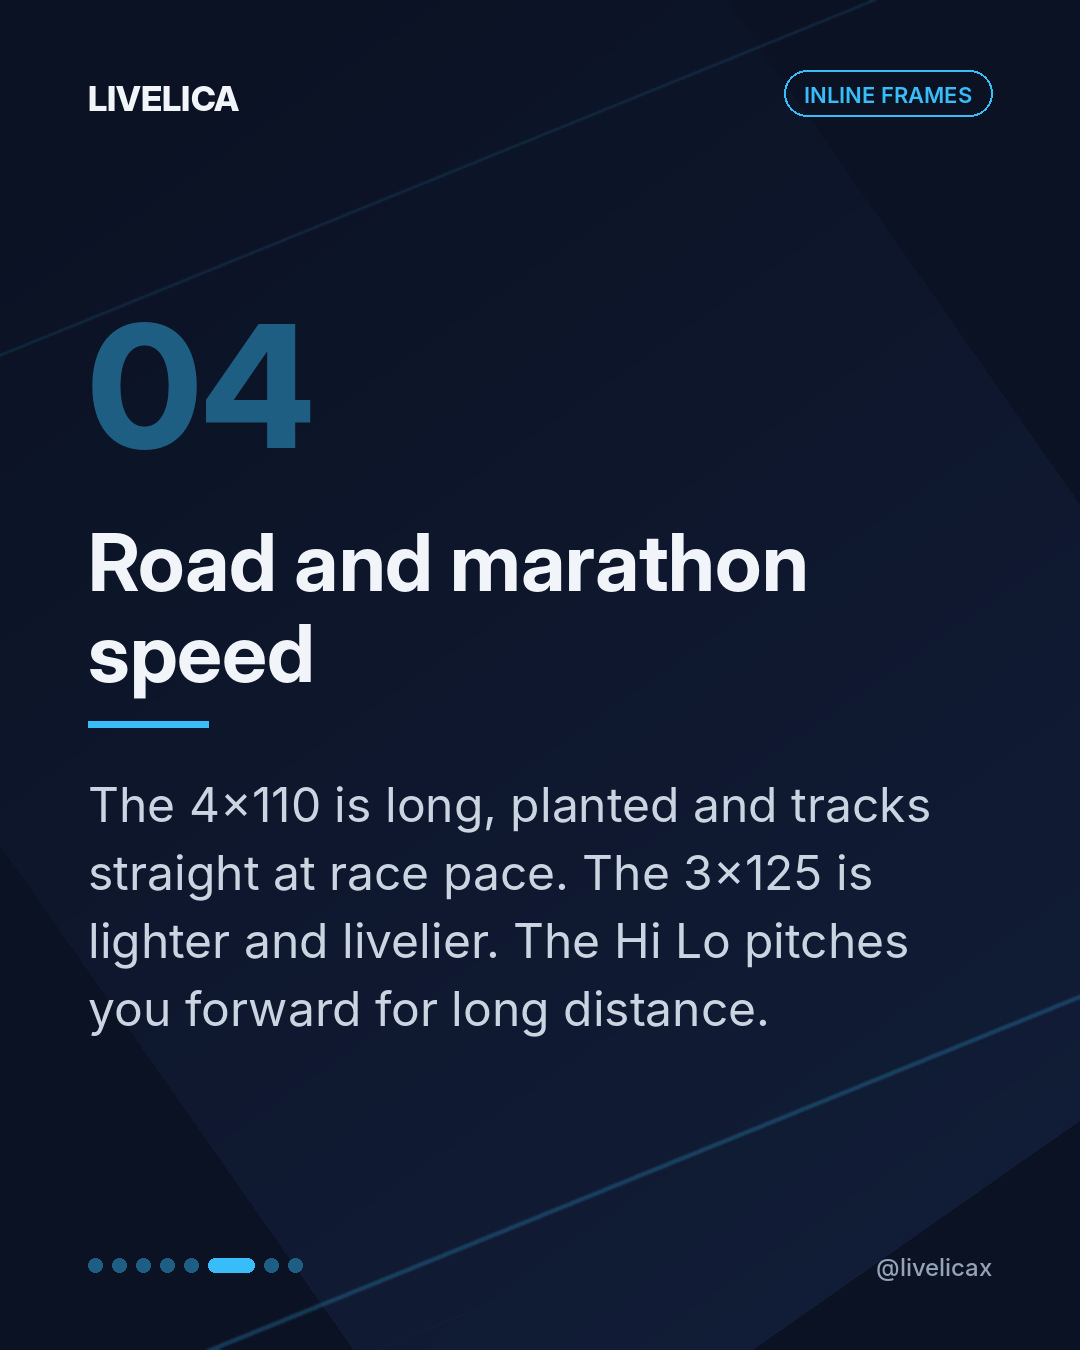 LIVELICA
INLINE FRAMES
04
Road and marathon
speed
The 4×110 is long, planted and tracks
straight at race pace. The 3×125 is
lighter and livelier. The Hi Lo pitches
you forward for long distance.
@livelicax